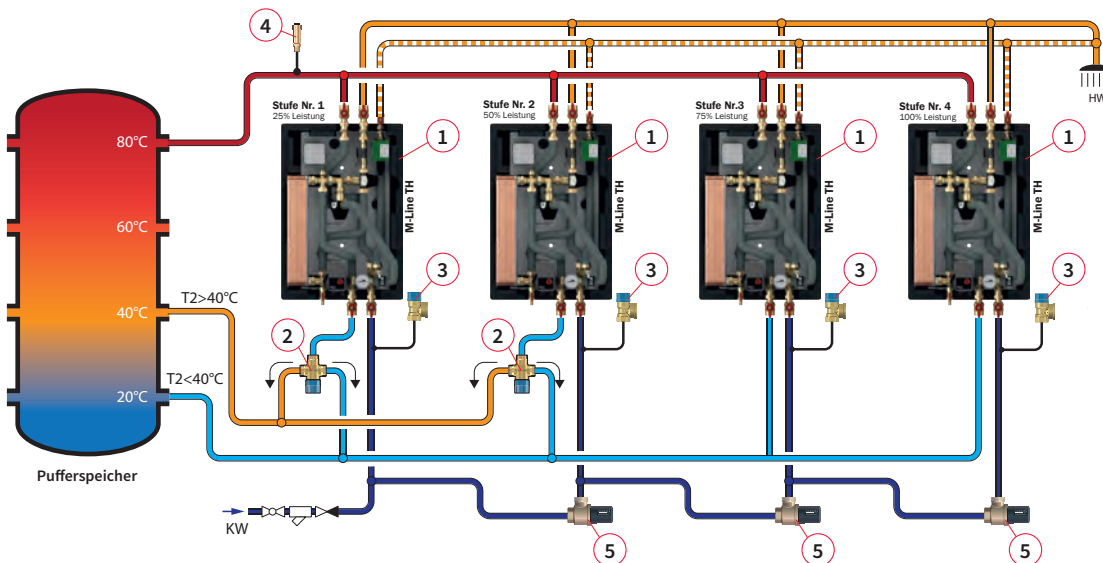 4
HW
Stufe Nr. 1
25% Leistung
Stufe Nr. 2
50% Leistung
Stufe Nr.3
75% Leistung
Stufe Nr. 4
100% Leistung
1
1
1
1
80°C
M-Line TH
M-Line TH
M-Line TH
M-Line TH
60°C
3
3
3
3
T2>40°C
40°C
2
2
T2<40°C
20°C
Pufferspeicher
KW
5
5
5